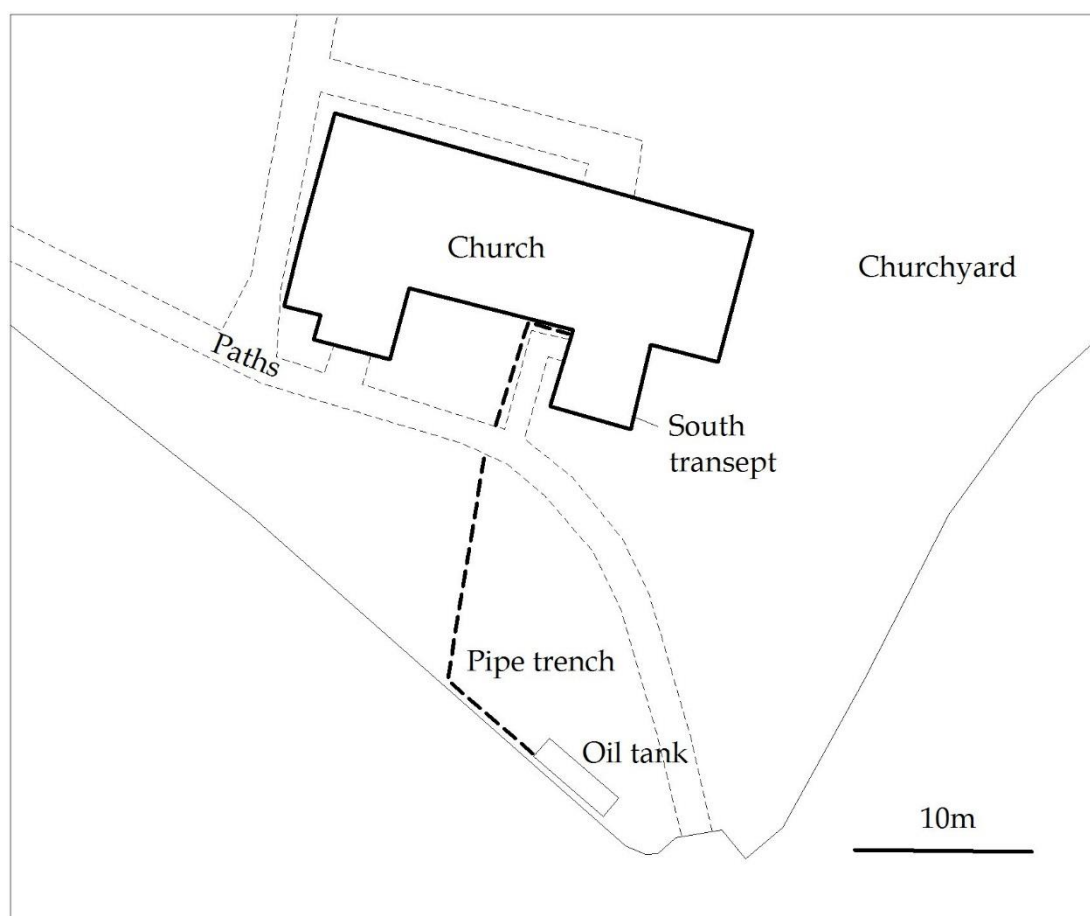 Church
Churchyard
Paths
South
transept
Pipe trench
Oil tank
10m